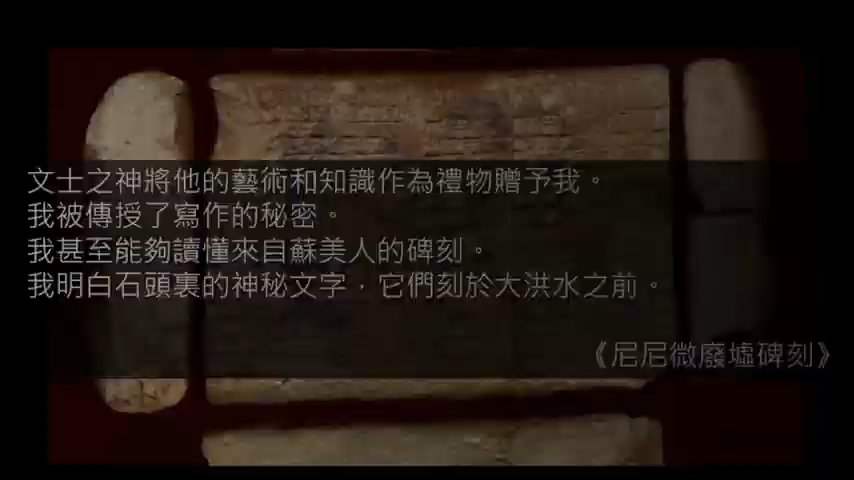 文士之神將他的藝術和知識作為禮物贈予我。
我被傳授了寫作的秘密。
我甚至能夠讀懂來自蘇美人的碑刻。
我明白石頭裏的神秘文字，它們刻於大洪水之前。
《尼尼微廢墟碑刻》